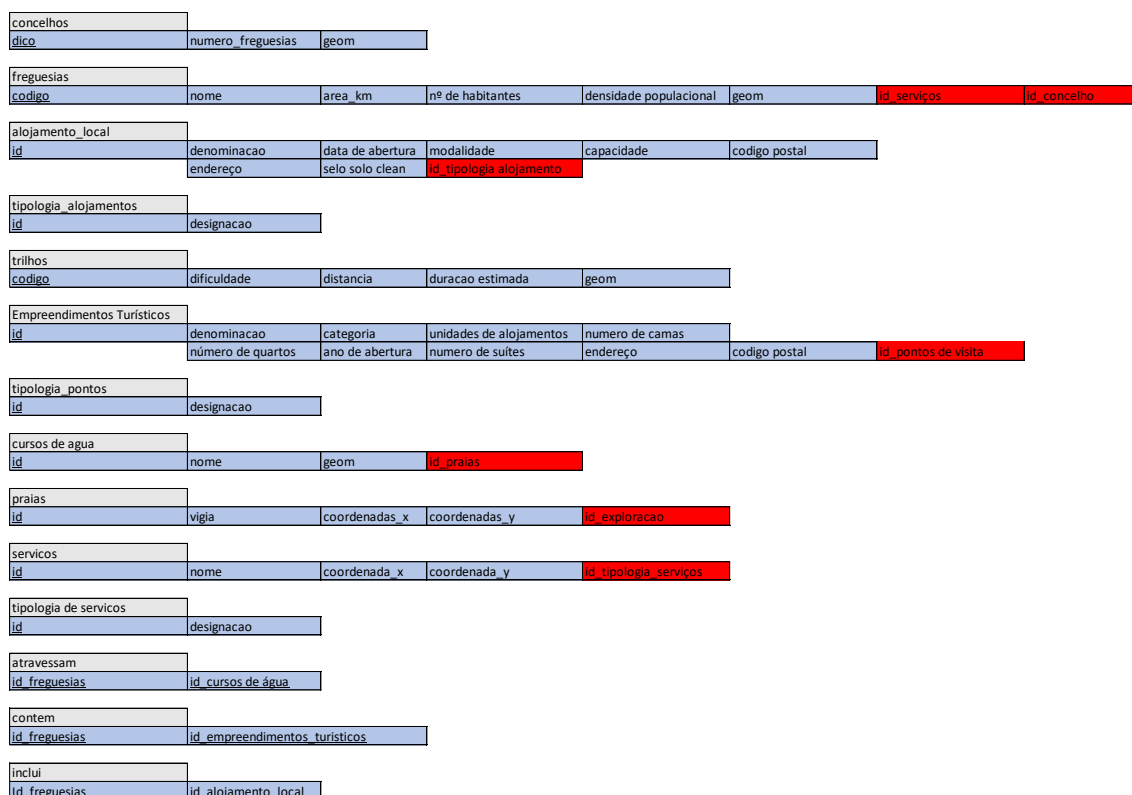 concelhos
dico numero_freguesias geom
freguesias
codigo nome area_km nº de habitantes densidade populacional geom id_serviços id_concelho
alojamento_local
id denominacao data de abertura modalidade capacidade codigo postal
endereço selo solo clean id_tipologia alojamento
tipologia_alojamentos
id designacao
trilhos
codigo dificuldade distancia duracao estimada geom
Empreendimentos Turísticos
id denominacao categoria unidades de alojamentos numero de camas
número de quartos ano de abertura numero de suítes endereço codigo postal id_pontos de visita
tipologia_pontos
id designacao
cursos de agua
id nome geom id_praias
praias
id vigia coordenadas_x coordenadas_y id_exploracao
servicos
id nome coordenada_x coordenada_y id_tipologia_serviços
tipologia de servicos
id designacao
atravessam
id_freguesias id_cursos de água
contem
id_freguesias id_empreendimentos_turisticos
inclui
Id_freguesias id_alojamento_local